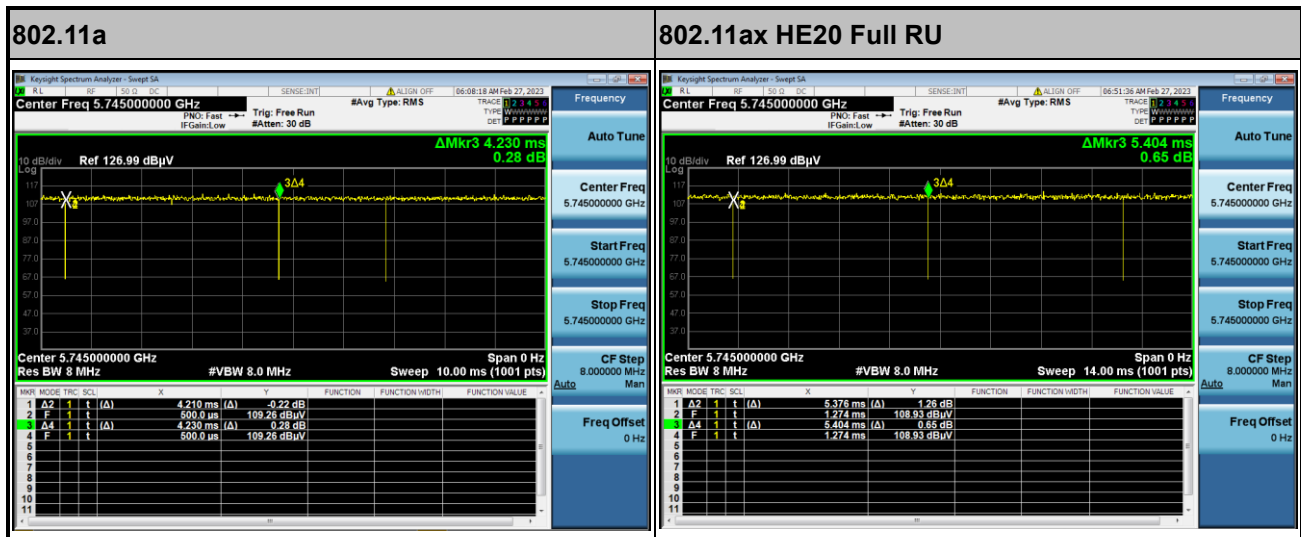 802.11a
Keysight Spectrum Analyzer - Swept SA
RL RF 50 Ω DC SENSE:INT ALIGN OFF 06:08:18 AM Feb 27, 2023
Center Freq 5.745000000 GHz #Avg Type: RMS TRACE 1 2 3 4 5 6
PNO: Fast Trig: Free Run TYPE
IFGain:Low #Atten: 30 dB DET P P P P P P
ΔMkr3 4.230 ms
0.28 dB
10 dB/div Ref 126.99 dBµV
Log
117
107
97.0
87.0
77.0
67.0
57.0
47.0
37.0
3Δ4
Center 5.745000000 GHz Span 0 Hz
Res BW 8 MHz #VBW 8.0 MHz Sweep 10.00 ms (1001 pts)
MKR MODE TRC SCL X Y FUNCTION FUNCTION WIDTH FUNCTION VALUE
1 Δ2 1 t (Δ) 4.210 ms (Δ) -0.22 dB
2 F 1 t 500.0 µs 109.26 dBµV
3 Δ4 1 t (Δ) 4.230 ms (Δ) 0.28 dB
4 F 1 t 500.0 µs 109.26 dBµV
5
6
7
8
9
10
11
Frequency
Auto Tune
Center Freq
5.745000000 GHz
Start Freq
5.745000000 GHz
Stop Freq
5.745000000 GHz
CF Step
8.000000 MHz
Auto Man
Freq Offset
0 Hz
802.11ax HE20 Full RU
Keysight Spectrum Analyzer - Swept SA
RL RF 50 Ω DC SENSE:INT ALIGN OFF 06:51:36 AM Feb 27, 2023
Center Freq 5.745000000 GHz #Avg Type: RMS TRACE 1 2 3 4 5 6
PNO: Fast Trig: Free Run TYPE
IFGain:Low #Atten: 30 dB DET P P P P P P
ΔMkr3 5.404 ms
0.65 dB
10 dB/div Ref 126.99 dBµV
Log
117
107
97.0
87.0
77.0
67.0
57.0
47.0
37.0
3Δ4
Center 5.745000000 GHz Span 0 Hz
Res BW 8 MHz #VBW 8.0 MHz Sweep 14.00 ms (1001 pts)
MKR MODE TRC SCL X Y FUNCTION FUNCTION WIDTH FUNCTION VALUE
1 Δ2 1 t (Δ) 5.376 ms (Δ) 1.26 dB
2 F 1 t 1.274 ms 108.93 dBµV
3 Δ4 1 t (Δ) 5.404 ms (Δ) 0.65 dB
4 F 1 t 1.274 ms 108.93 dBµV
5
6
7
8
9
10
11
Frequency
Auto Tune
Center Freq
5.745000000 GHz
Start Freq
5.745000000 GHz
Stop Freq
5.745000000 GHz
CF Step
8.000000 MHz
Auto Man
Freq Offset
0 Hz